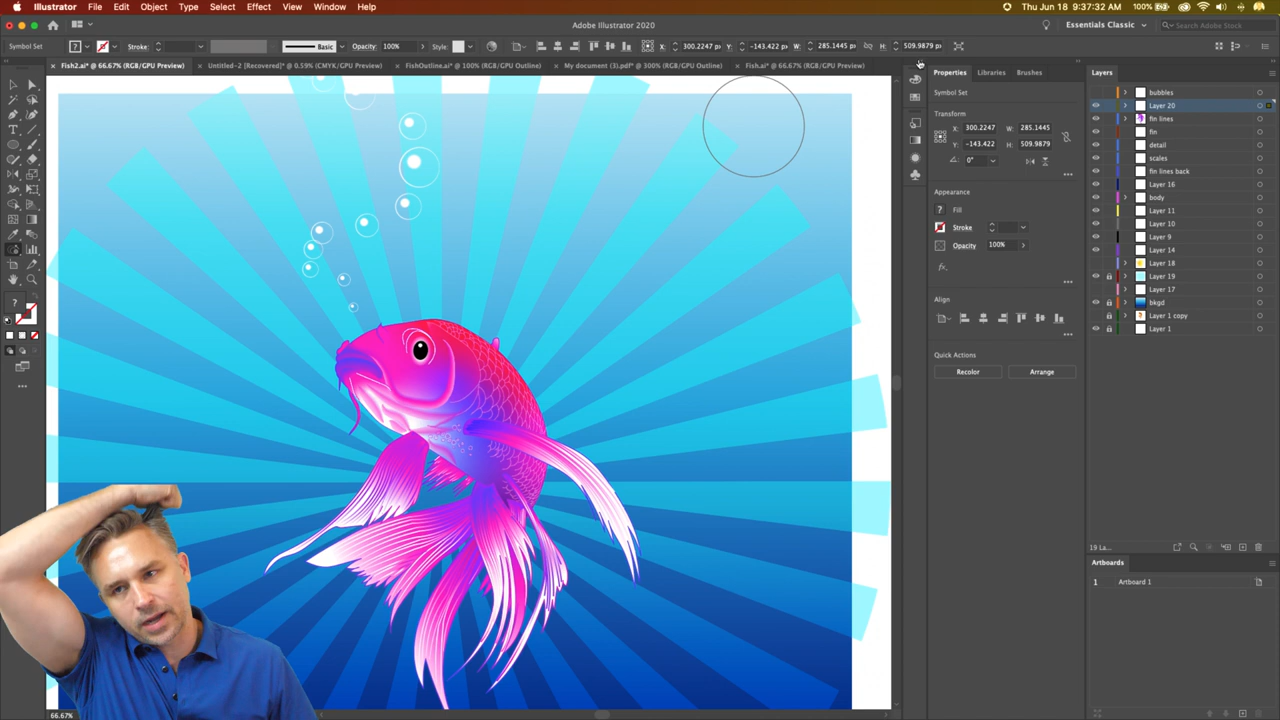 Illustrator File Edit Object Type Select Effect View Window Help
100% Thu Jun 18 9:37:32 AM
Adobe Illustrator 2020
Essentials Classic
Search Adobe Stock
Symbol Set
Stroke:
Basic
Opacity: 100%
X: 300.2247 px
Y: -143.422 px
W: 285.1445 px
H: 509.9879 px
Fish2.ai* @ 66.67% (RGB/GPU Preview)
Untitled-2 [Recovered]* @ 0.59% (CMYK/GPU Preview)
FishOutline.ai* @ 100% (RGB/GPU Outline)
My document (3).pdf* @ 300% (RGB/GPU Outline)
Fish.ai* @ 66.67% (RGB/GPU Preview)
Properties Libraries Brushes
Symbol Set
Transform
X: 300.2247 W: 285.1445
Y: -143.422 H: 509.9879
0°
Appearance
? Fill
Stroke
Opacity 100%
fx.
Align
Quick Actions
Recolor Arrange
Layers
bubbles
Layer 20
fin lines
fin
detail
scales
fin lines back
Layer 16
body
Layer 11
Layer 10
Layer 9
Layer 14
Layer 18
Layer 19
Layer 17
bkgd
Layer 1 copy
Layer 1
19 La...
Artboards
1 Artboard 1
66.67%